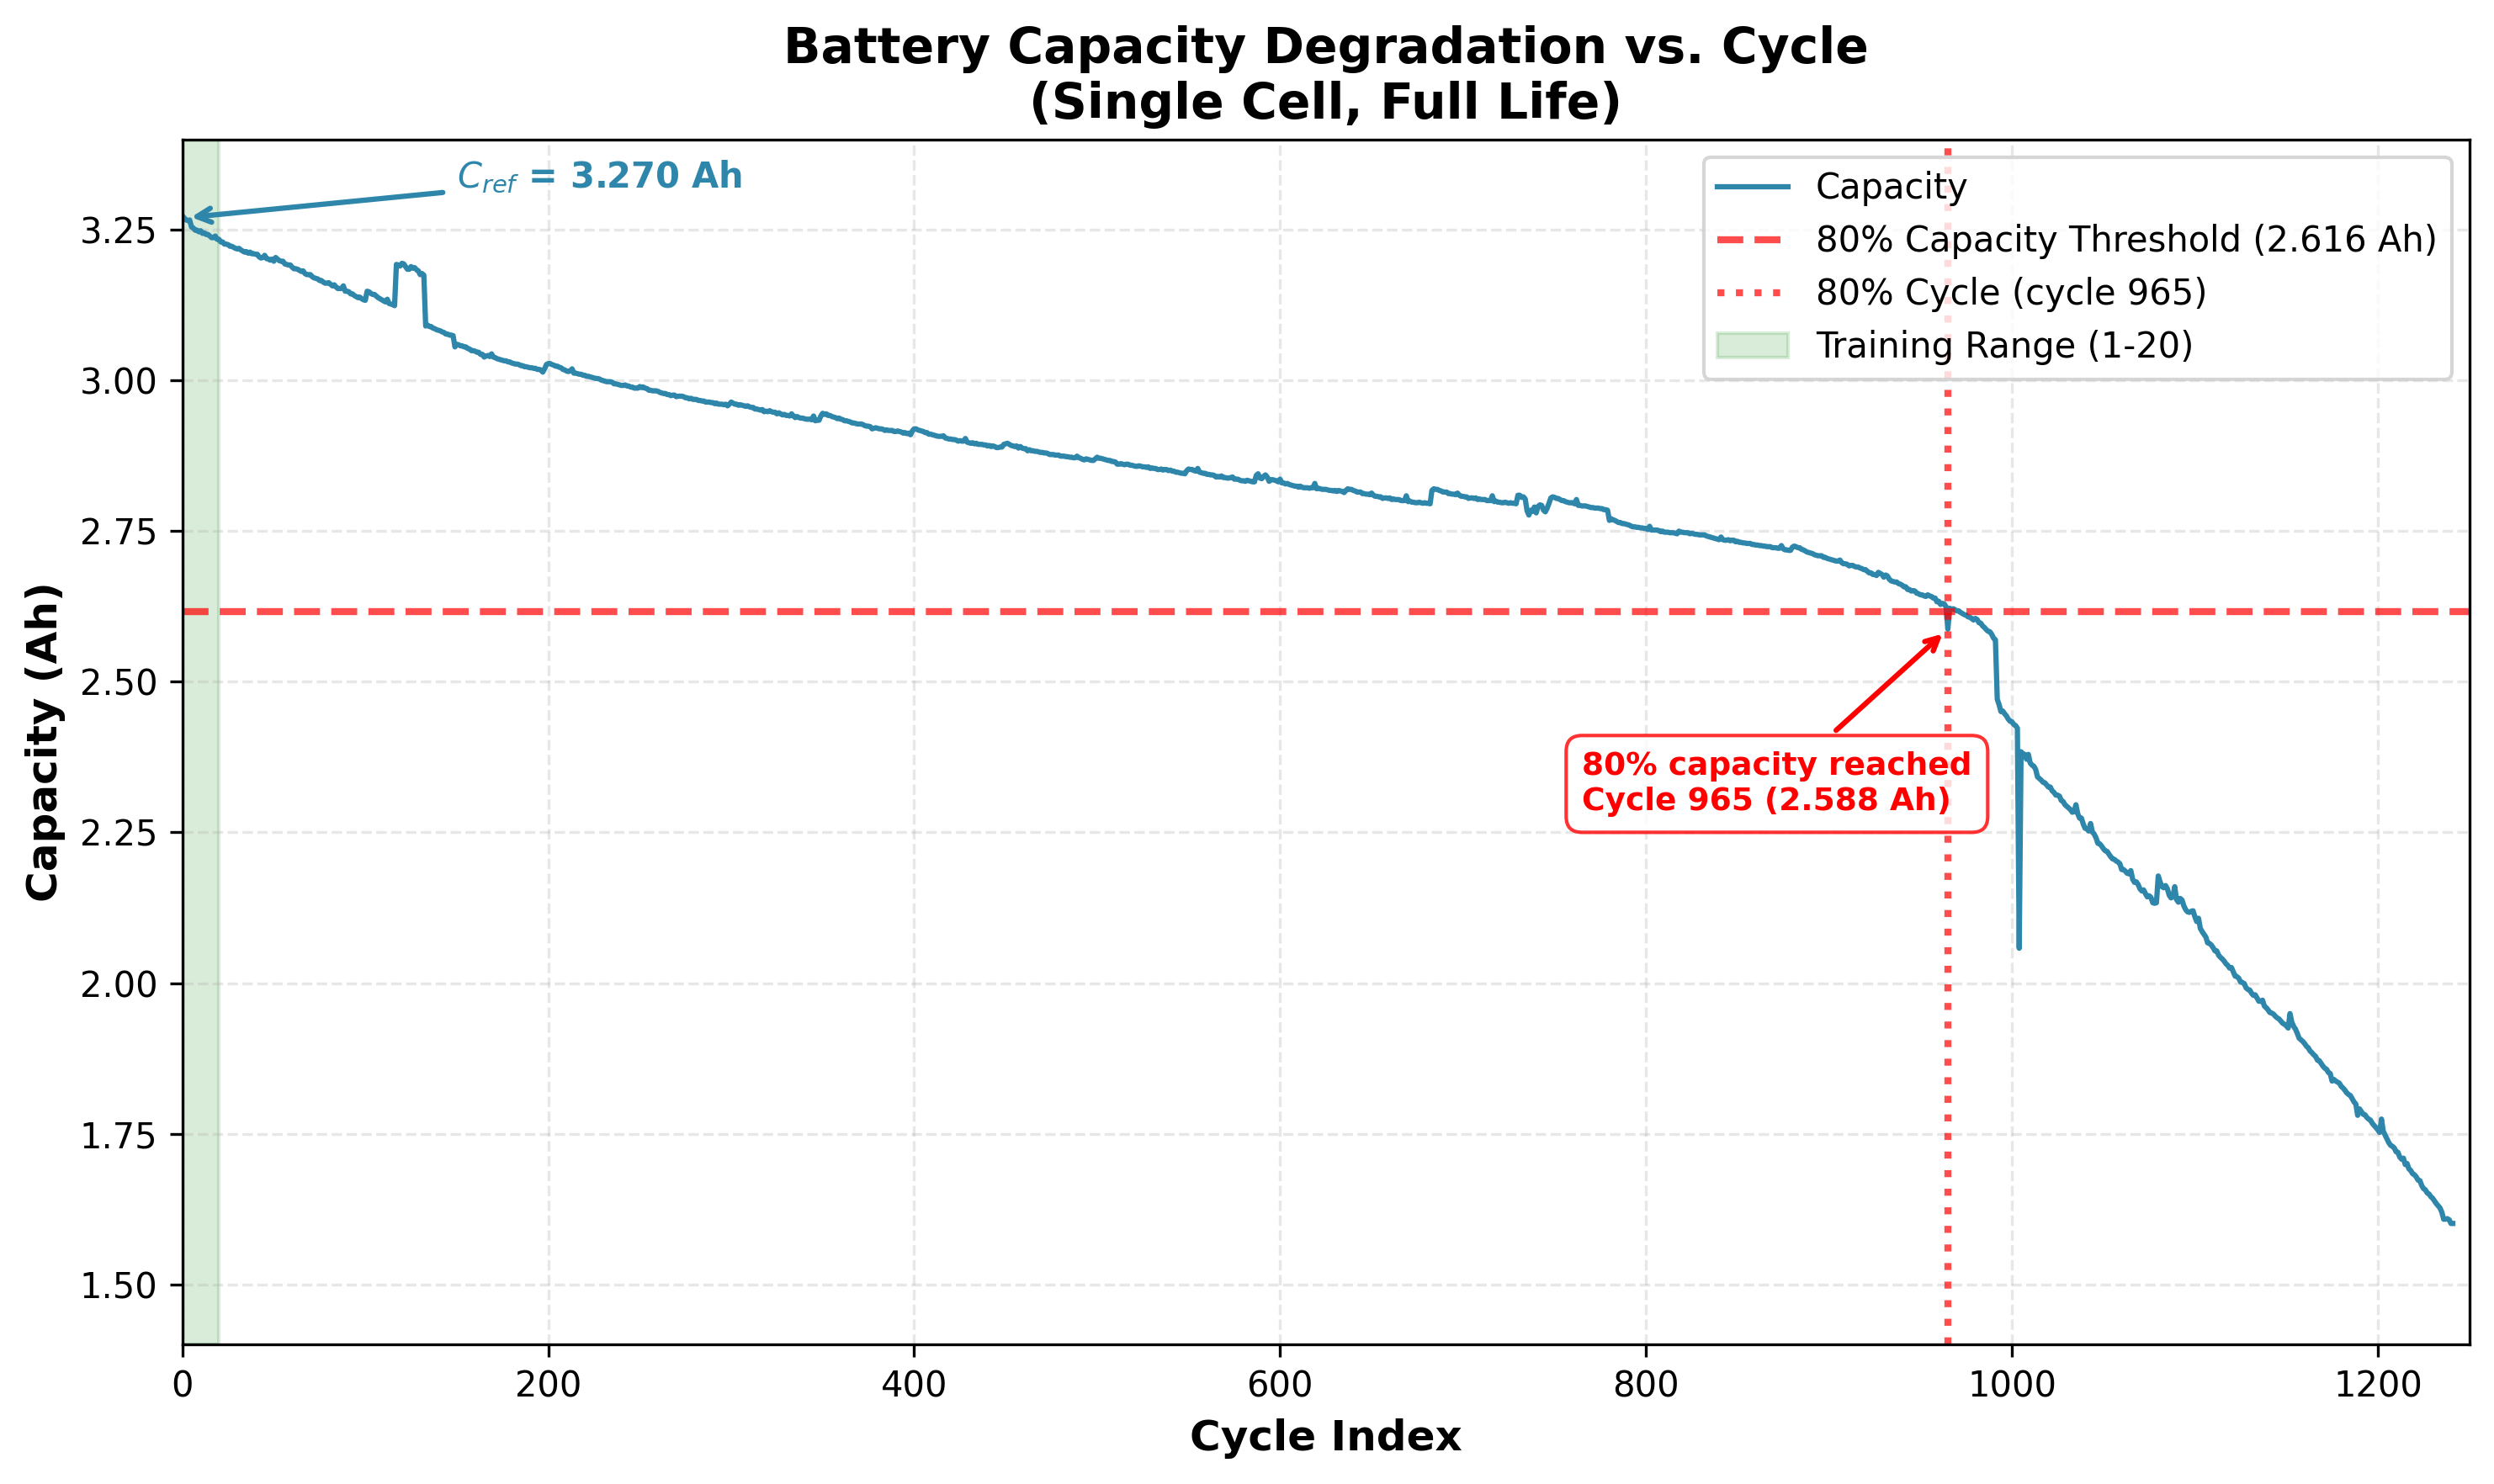 Battery Capacity Degradation vs. Cycle
(Single Cell, Full Life)
C_ref = 3.270 Ah
Capacity
80% Capacity Threshold (2.616 Ah)
80% Cycle (cycle 965)
Training Range (1-20)
80% capacity reached
Cycle 965 (2.588 Ah)
Capacity (Ah)
3.25
3.00
2.75
2.50
2.25
2.00
1.75
1.50
0
200
400
600
800
1000
1200
Cycle Index